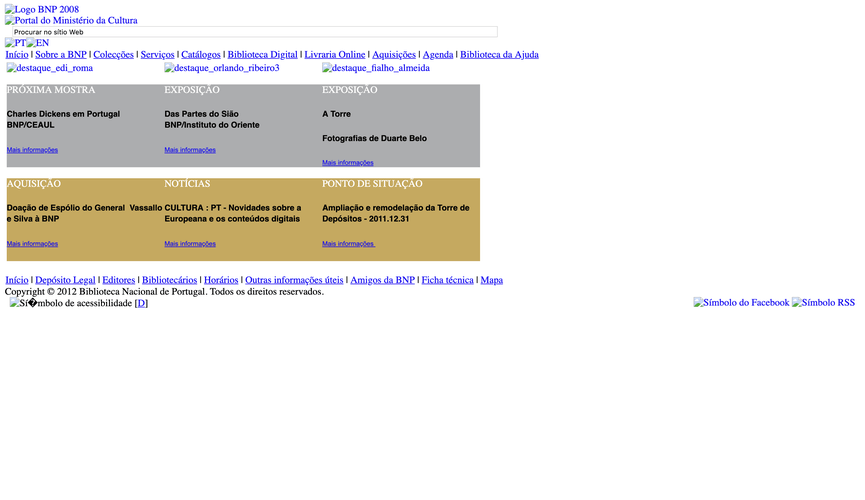 Logo BNP 2008
Portal do Ministério da Cultura
Procurar no sítio Web
PT EN
Início | Sobre a BNP | Colecções | Serviços | Catálogos | Biblioteca Digital | Livraria Online | Aquisições | Agenda | Biblioteca da Ajuda
destaque_edi_roma destaque_orlando_ribeiro3 destaque_fialho_almeida
PRÓXIMA MOSTRA
Charles Dickens em Portugal
BNP/CEAUL
Mais informações
EXPOSIÇÃO
Das Partes do Sião
BNP/Instituto do Oriente
Mais informações
EXPOSIÇÃO
A Torre
Fotografias de Duarte Belo
Mais informações
AQUISIÇÃO
Doação de Espólio do General Vassallo
e Silva à BNP
Mais informações
NOTÍCIAS
CULTURA : PT - Novidades sobre a
Europeana e os conteúdos digitais
Mais informações
PONTO DE SITUAÇÃO
Ampliação e remodelação da Torre de
Depósitos - 2011.12.31
Mais informações
Início | Depósito Legal | Editores | Bibliotecários | Horários | Outras informações úteis | Amigos da BNP | Ficha técnica | Mapa
Copyright © 2012 Biblioteca Nacional de Portugal. Todos os direitos reservados.
Sí�mbolo de acessibilidade [D] Símbolo do Facebook Símbolo RSS